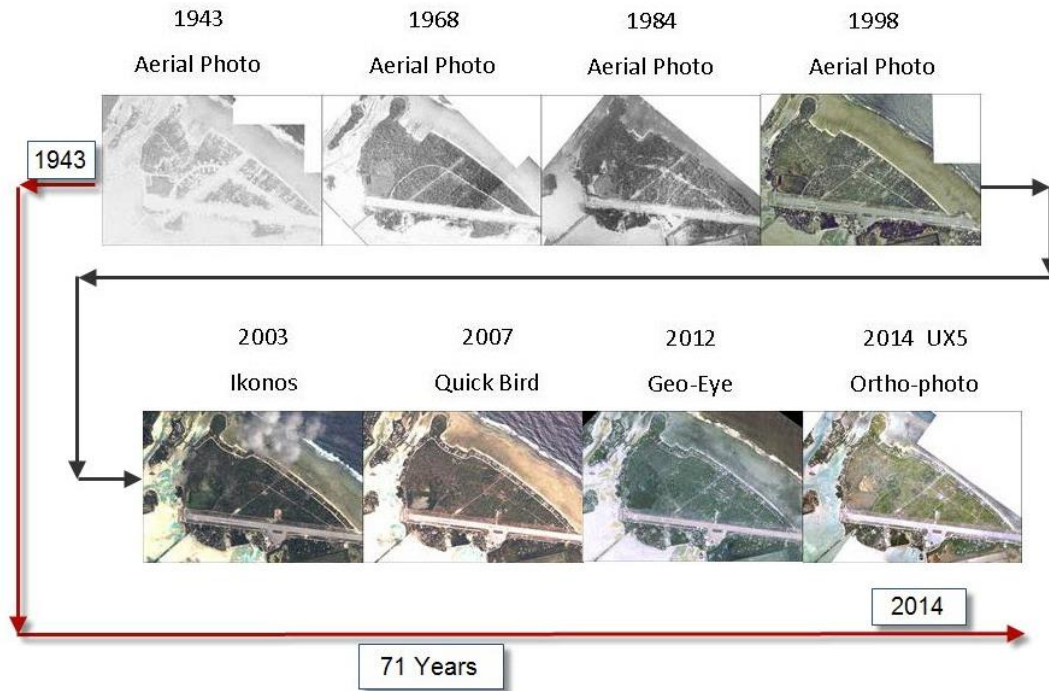 1943
1968
1984
1998
Aerial Photo
Aerial Photo
Aerial Photo
Aerial Photo
1943
2003
2007
2012
2014 UX5
Ikonos
Quick Bird
Geo-Eye
Ortho-photo
2014
71 Years